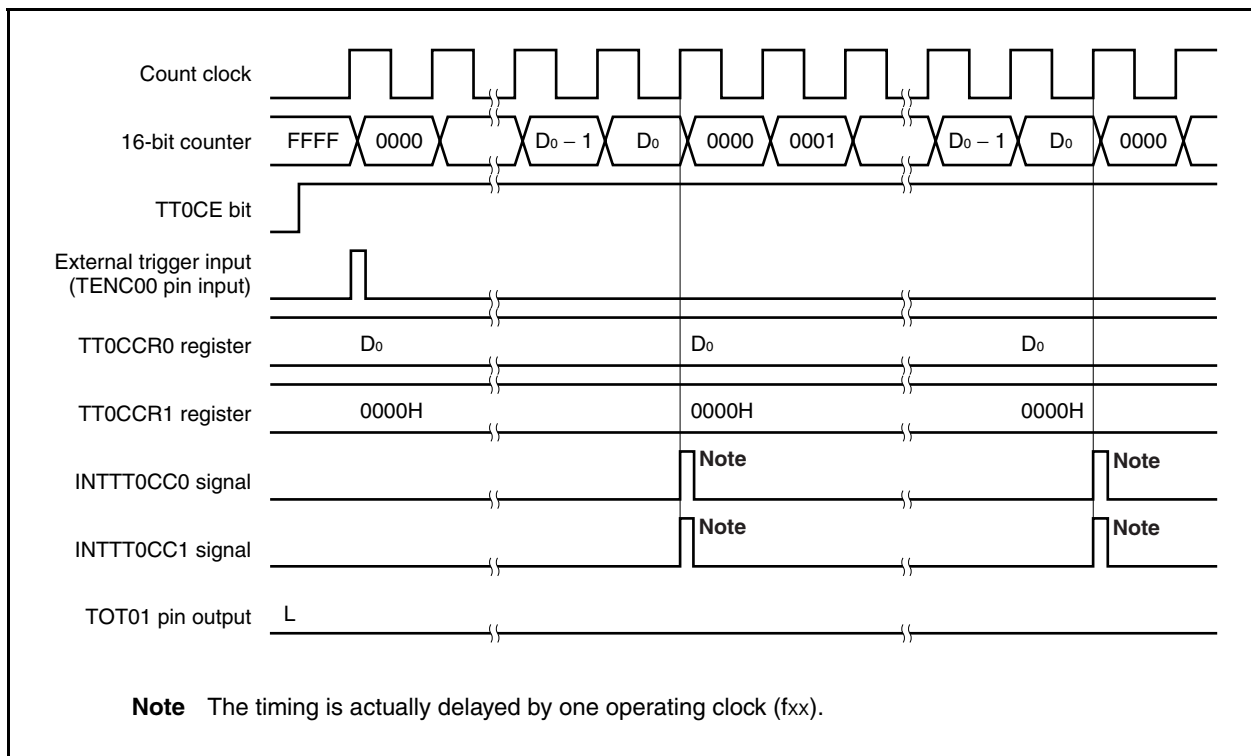 Count clock
16-bit counter FFFF 0000 D₀ − 1 D₀ 0000 0001 D₀ − 1 D₀ 0000
TT0CE bit
External trigger input
(TENC00 pin input)
TT0CCR0 register D₀ D₀ D₀
TT0CCR1 register 0000H 0000H 0000H
INTTT0CC0 signal Note Note
INTTT0CC1 signal Note Note
TOT01 pin output L
Note The timing is actually delayed by one operating clock (fxx).